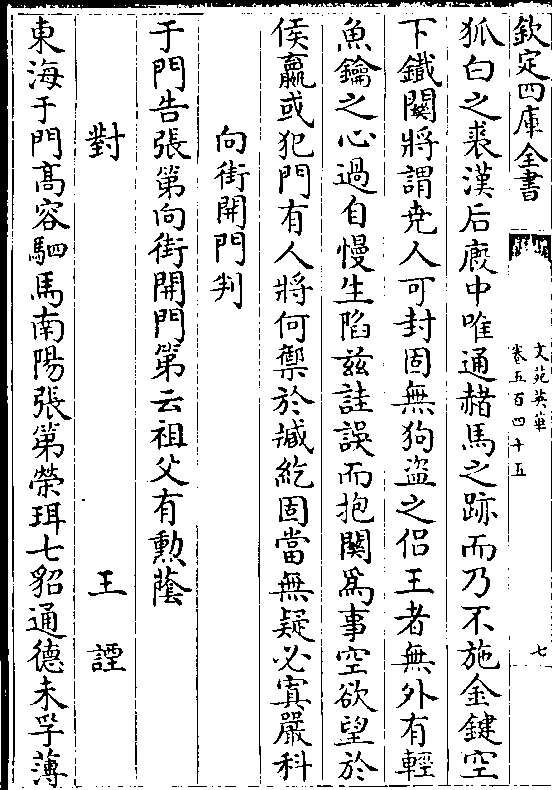 欽定四庫全書
文苑英華
卷五百四十五
七
狐白之裘漢后廄中唯通赭馬之跡而乃不施金鍵空
下鐵關將謂堯人可封固無狗盜之侣王者無外有輕
魚鑰之心過自慢生陷兹詿誤而抱關爲事空欲望於
侯嬴或犯門有人將何禦於臧紇固當無疑必寘嚴科
向街開門判
于門告張第向街開門第云祖父有勲蔭
對
王諲
東海于門髙容駟馬南陽張第榮珥七貂通德未孚薄